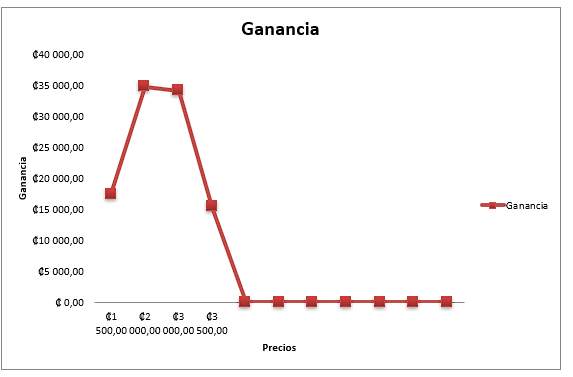 Ganancia
₡40 000,00
₡35 000,00
₡30 000,00
₡25 000,00
₡20 000,00
₡15 000,00
₡10 000,00
₡5 000,00
₡ 0,00
Ganancia
₡1 ₡2 ₡3 ₡3
500,00 000,00 000,00 500,00
Precios
Ganancia